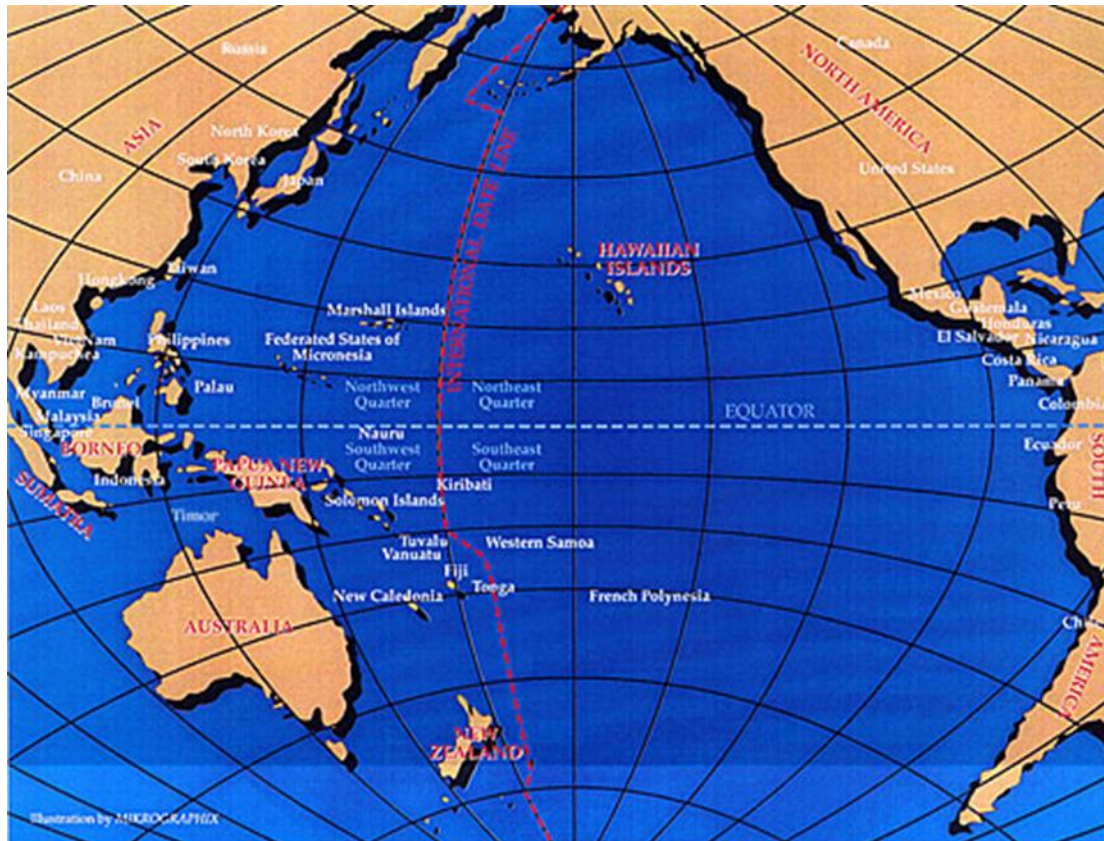 Canada
Russia
NORTH AMERICA
ASIA
North Korea
South Korea
United States
China
Japan
INTERNATIONAL DATE LINE
HAWAIIAN
ISLANDS
Taiwan
Hongkong
Mexico
Laos
Guatemala
Marshall Islands
Thailand
Honduras
VietNam
Philippines
Federated States of
Micronesia
El Salvador
Nicaragua
Kampuchea
Costa Rica
Palau
Panama
Myanmar
Northwest
Quarter
Northeast
Quarter
Brunei
Colombia
Malaysia
EQUATOR
Singapore
Nauru
BORNEO
Southwest
Quarter
Southeast
Quarter
Ecuador
PAPUA NEW
GUINEA
Indonesia
Kiribati
SUMATRA
Solomon Islands
Peru
SOUTH
AMERICA
Timor
Tuvalu
Western Samoa
Vanuatu
Fiji
Tonga
New Caledonia
French Polynesia
AUSTRALIA
Chile
NEW
ZEALAND
Illustration by MIKROGRAPHIX